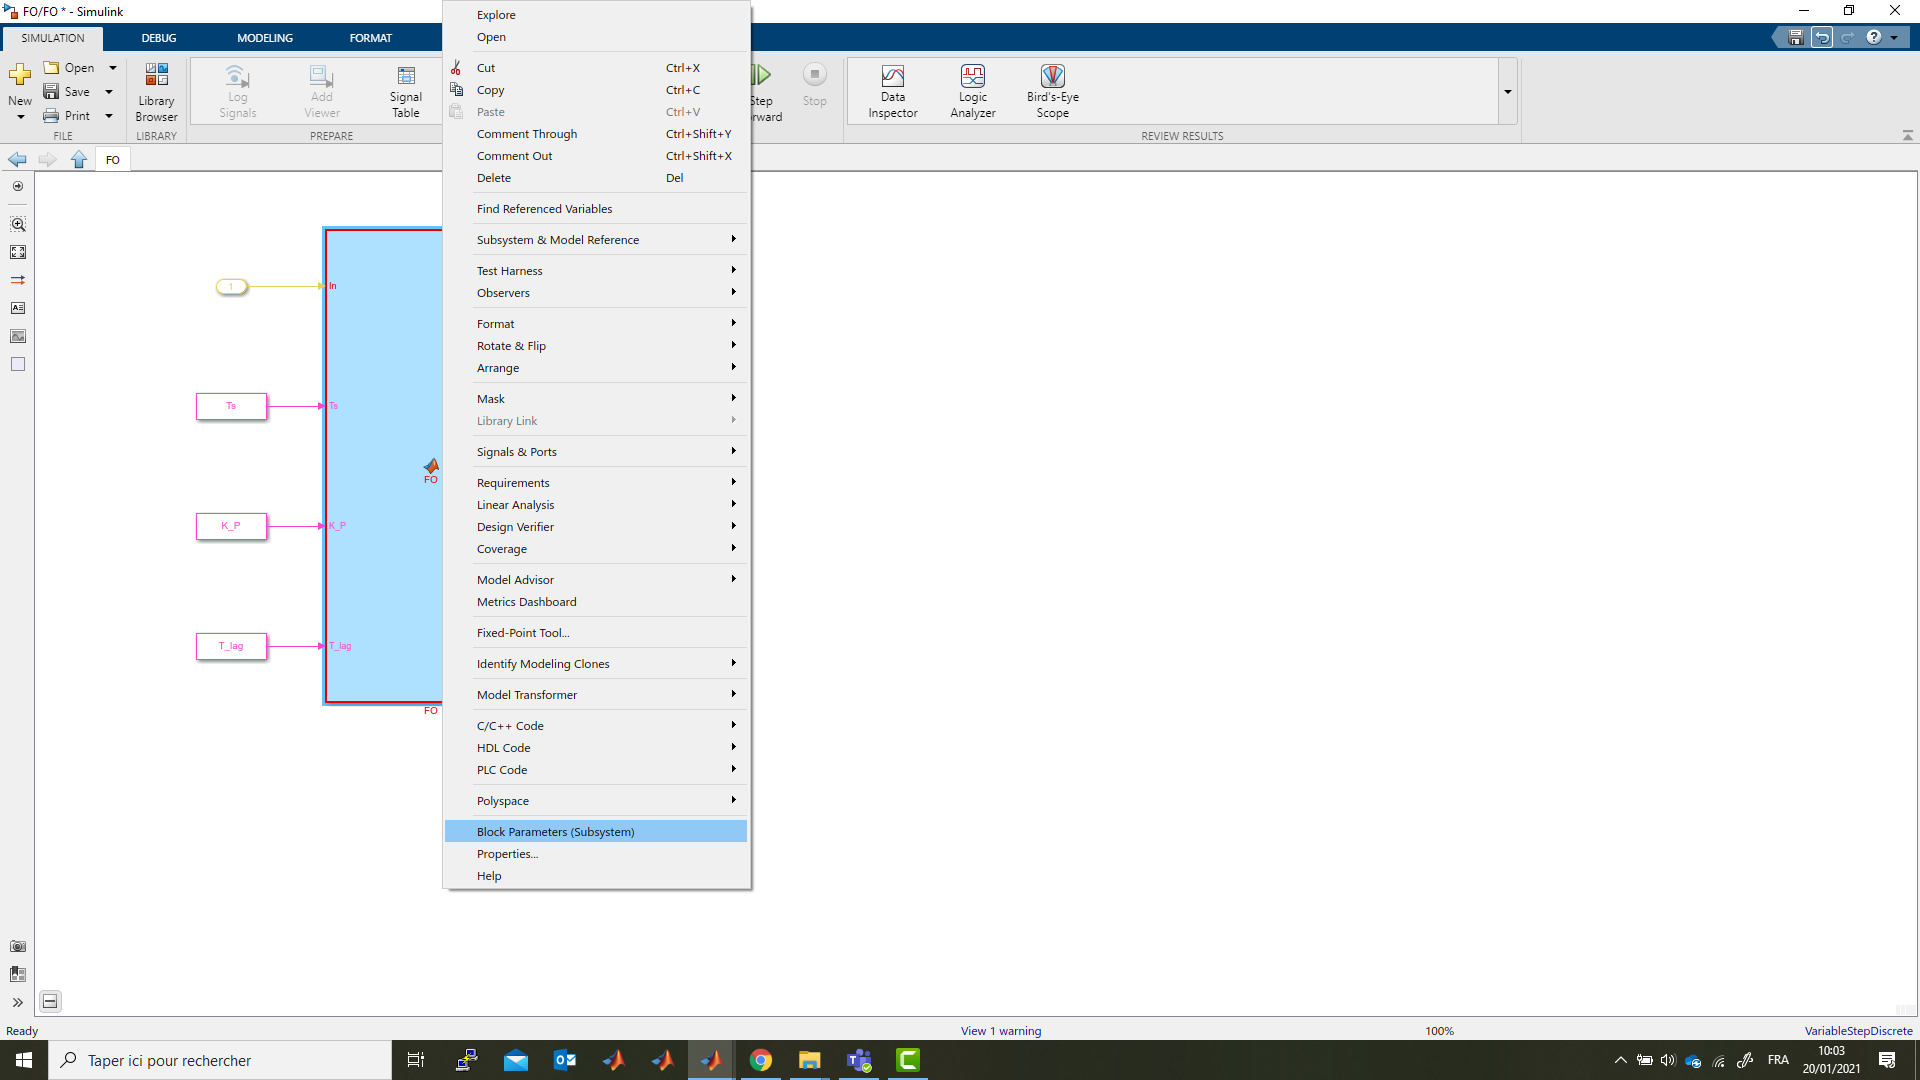 FO/FO * - Simulink
SIMULATION DEBUG MODELING FORMAT
New
Open
Save
Print
FILE
Library Browser
LIBRARY
Log Signals
Add Viewer
Signal Table
PREPARE
Step
Stop
Data Inspector
Logic Analyzer
Bird's-Eye Scope
REVIEW RESULTS
FO
1
In
Ts
Ts
FO
K_P
K_P
T_lag
T_lag
FO
Explore
Open
Cut Ctrl+X
Copy Ctrl+C
Paste Ctrl+V
Comment Through Ctrl+Shift+Y
Comment Out Ctrl+Shift+X
Delete Del
Find Referenced Variables
Subsystem & Model Reference
Test Harness
Observers
Format
Rotate & Flip
Arrange
Mask
Library Link
Signals & Ports
Requirements
Linear Analysis
Design Verifier
Coverage
Model Advisor
Metrics Dashboard
Fixed-Point Tool...
Identify Modeling Clones
Model Transformer
C/C++ Code
HDL Code
PLC Code
Polyspace
Block Parameters (Subsystem)
Properties...
Help
Ready View 1 warning 100% VariableStepDiscrete
Taper ici pour rechercher
FRA
10:03
20/01/2021